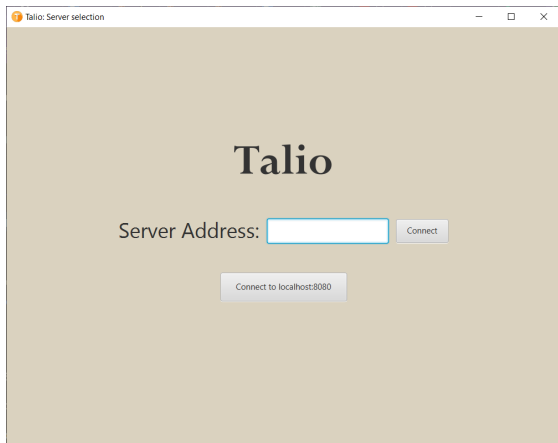 Talio: Server selection
Talio
Server Address: Connect
Connect to localhost:8080